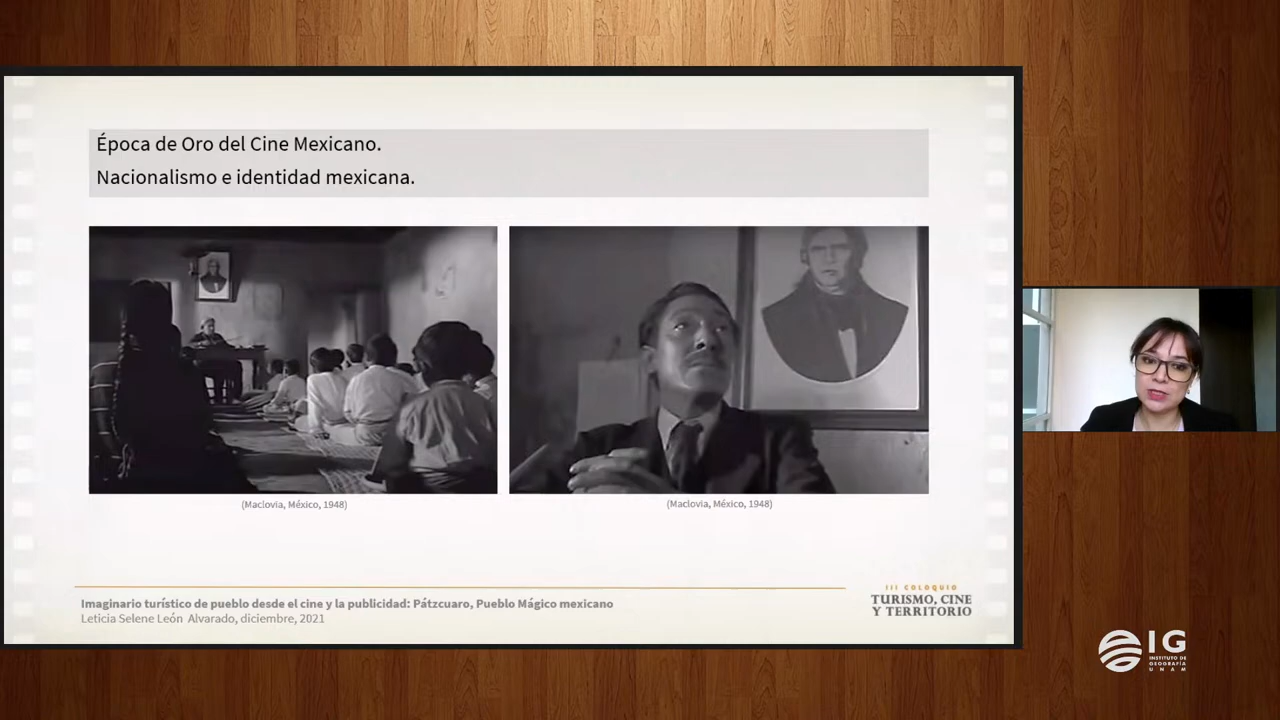 Época de Oro del Cine Mexicano.
Nacionalismo e identidad mexicana.
(Maclovia, México, 1948)
(Maclovia, México, 1948)
Imaginario turístico de pueblo desde el cine y la publicidad: Pátzcuaro, Pueblo Mágico mexicano
Leticia Selene León Alvarado, diciembre, 2021
III COLOQUIO
TURISMO, CINE
Y TERRITORIO
IG
INSTITUTO DE
GEOGRAFÍA
UNAM